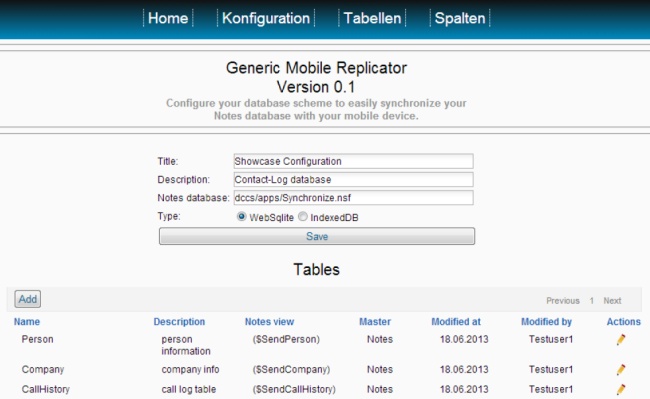 Home Konfiguration Tabellen Spalten
Generic Mobile Replicator
Version 0.1
Configure your database scheme to easily synchronize your
Notes database with your mobile device.
Title: Showcase Configuration
Description: Contact-Log database
Notes database: dccs/apps/Synchronize.nsf
Type: WebSqlite IndexedDB
Save
Tables
Add Previous 1 Next
Name Description Notes view Master Modified at Modified by Actions
Person person ($SendPerson) Notes 18.06.2013 Testuser1
information
Company company info ($SendCompany) Notes 18.06.2013 Testuser1
CallHistory call log table ($SendCallHistory) Notes 18.06.2013 Testuser1